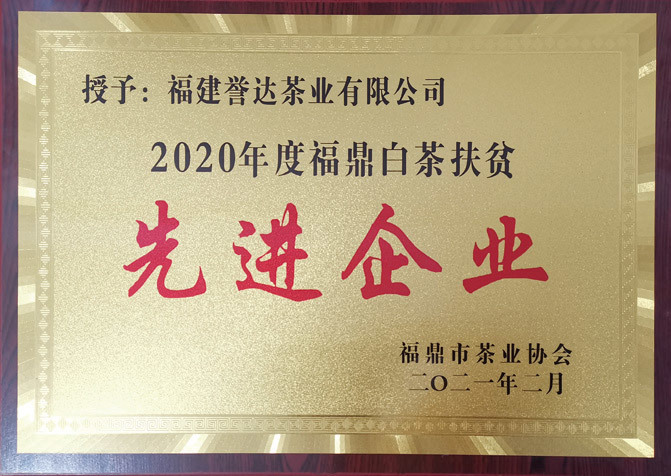 授予：福建誉达茶业有限公司
2020年度福鼎白茶扶贫
先进企业
福鼎市茶业协会
二〇二一年二月